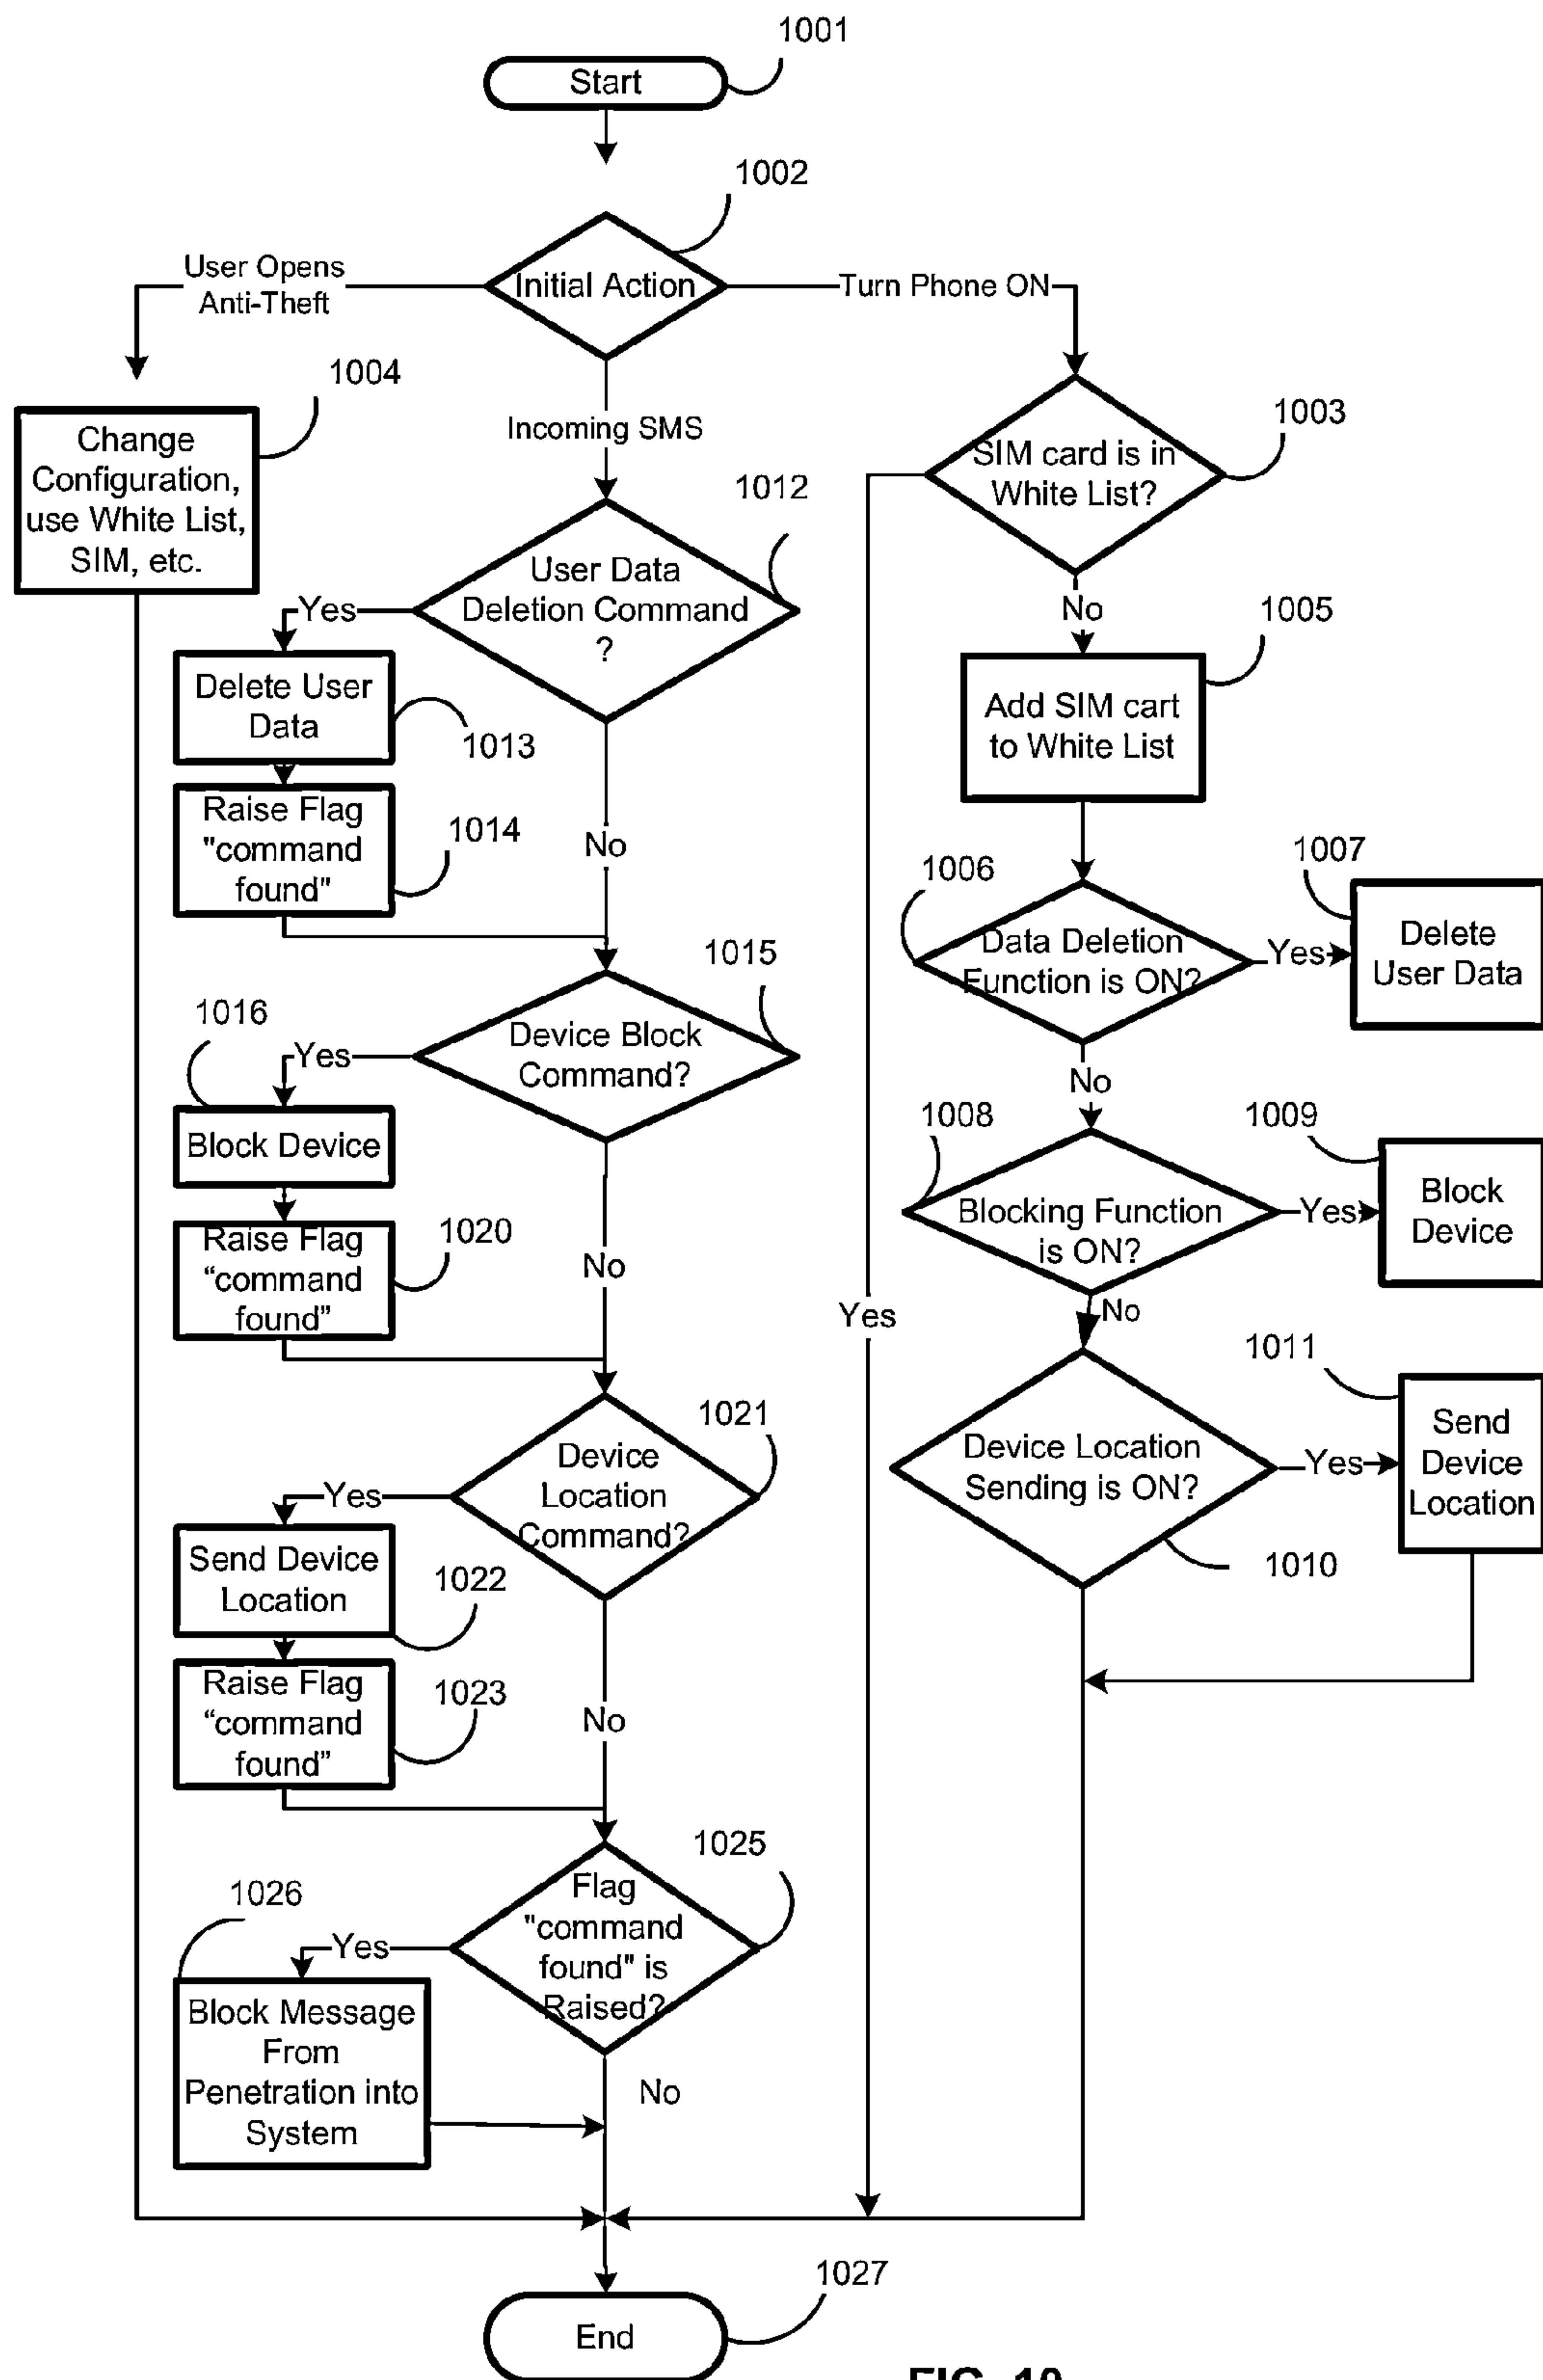 1001
Start
1002
Initial Action
User Opens
Anti-Theft
Turn Phone ON
1004
Change
Configuration,
use White List,
SIM, etc.
Incoming SMS
1003
SIM card is in
White List?
1012
User Data
Deletion Command
?
Yes
No
1005
Delete User
Data
1013
Add SIM cart
to White List
Raise Flag
"command
found"
1014
No
1006
Data Deletion
Function is ON?
Yes
1007
Delete
User Data
1015
Device Block
Command?
1016
Yes
No
Block Device
1008
Blocking Function
is ON?
Yes
1009
Block
Device
Raise Flag
“command
found”
1020
No
Yes
No
1021
Device
Location
Command?
Yes
1011
Device Location
Sending is ON?
Yes
Send
Device
Location
1010
Send Device
Location
1022
Raise Flag
“command
found”
1023
No
1025
Flag
"command
found" is
Raised?
1026
Yes
Block Message
From
Penetration into
System
No
1027
End
FIG. 10